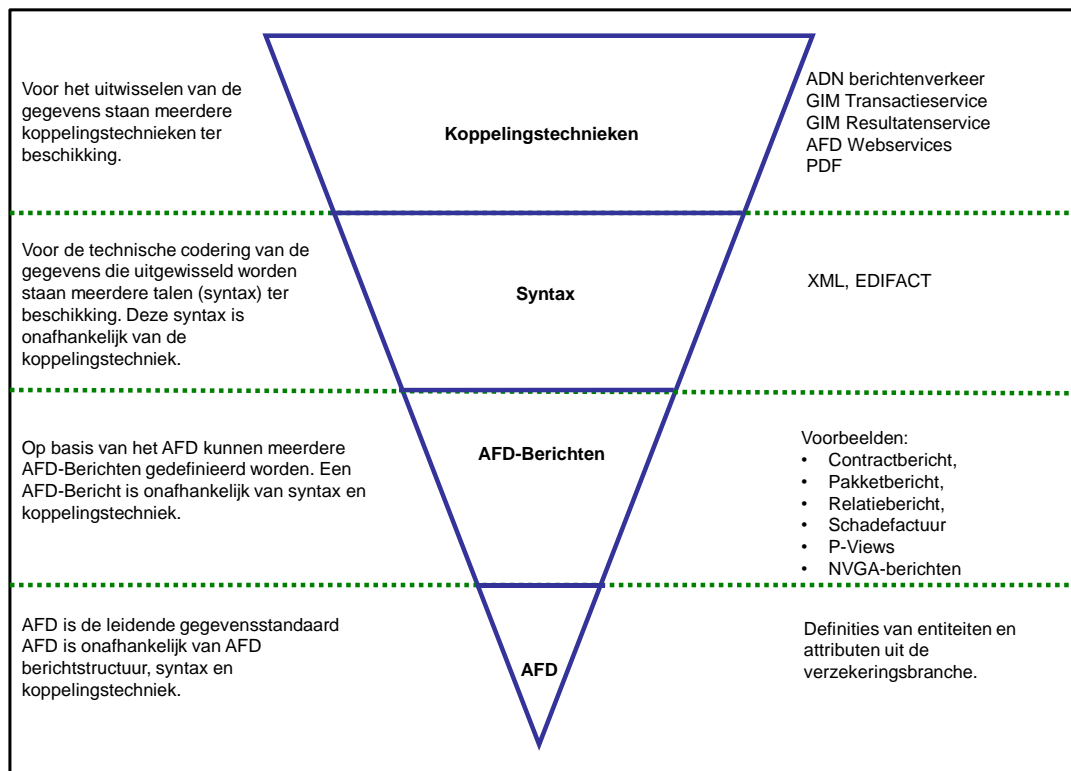 Voor het uitwisselen van de
gegevens staan meerdere
koppelingstechnieken ter
beschikking.
Koppelingstechnieken
ADN berichtenverkeer
GIM Transactieservice
GIM Resultatenservice
AFD Webservices
PDF
Voor de technische codering van de
gegevens die uitgewisseld worden
staan meerdere talen (syntax) ter
beschikking. Deze syntax is
onafhankelijk van de
koppelingstechniek.
Syntax
XML, EDIFACT
Op basis van het AFD kunnen meerdere
AFD-Berichten gedefinieerd worden. Een
AFD-Bericht is onafhankelijk van syntax en
koppelingstechniek.
AFD-Berichten
Voorbeelden:
• Contractbericht,
• Pakketbericht,
• Relatiebericht,
• Schadefactuur
• P-Views
• NVGA-berichten
AFD is de leidende gegevensstandaard
AFD is onafhankelijk van AFD
berichtstructuur, syntax en
koppelingstechniek.
AFD
Definities van entiteiten en
attributen uit de
verzekeringsbranche.